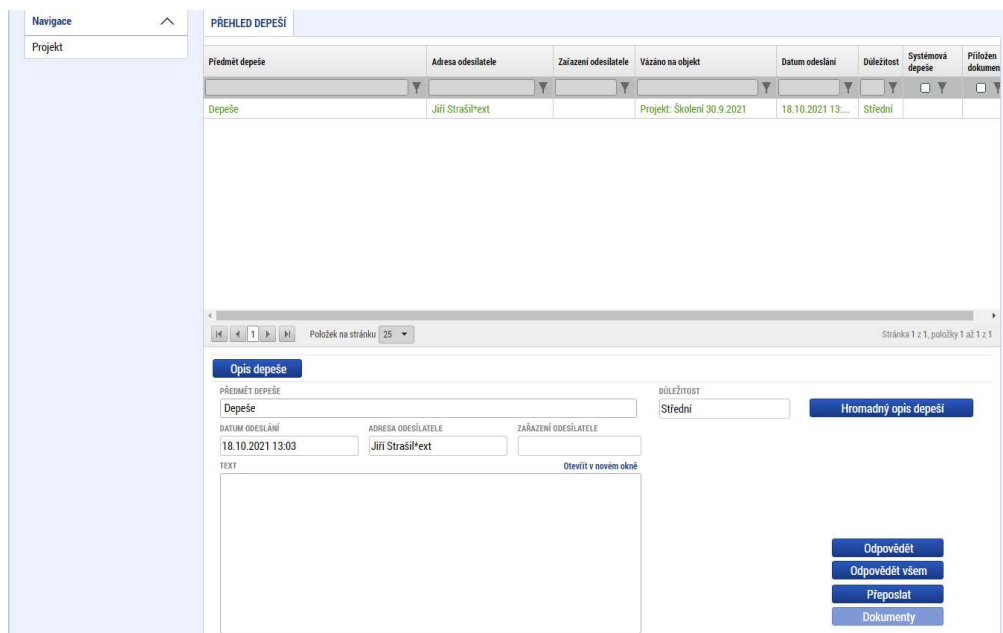 Navigace
Projekt
PŘEHLED DEPEŠÍ
Předmět depeše Adresa odesílatele Zařazení odesílatele Vázáno na objekt Datum odeslání Důležitost Systémová depeše Přiložen dokumen
Depeše Jiří Strašil*ext Projekt: Školení 30.9.2021 18.10.2021 13:... Střední
1 Položek na stránku 25 Stránka 1 z 1, položky 1 až 1 z 1
Opis depeše
PŘEDMĚT DEPEŠE DŮLEŽITOST
Depeše Střední Hromadný opis depeší
DATUM ODESLÁNÍ ADRESA ODESÍLATELE ZAŘAZENÍ ODESÍLATELE
18.10.2021 13:03 Jiří Strašil*ext
TEXT Otevřít v novém okně
Odpovědět
Odpovědět všem
Přeposlat
Dokumenty